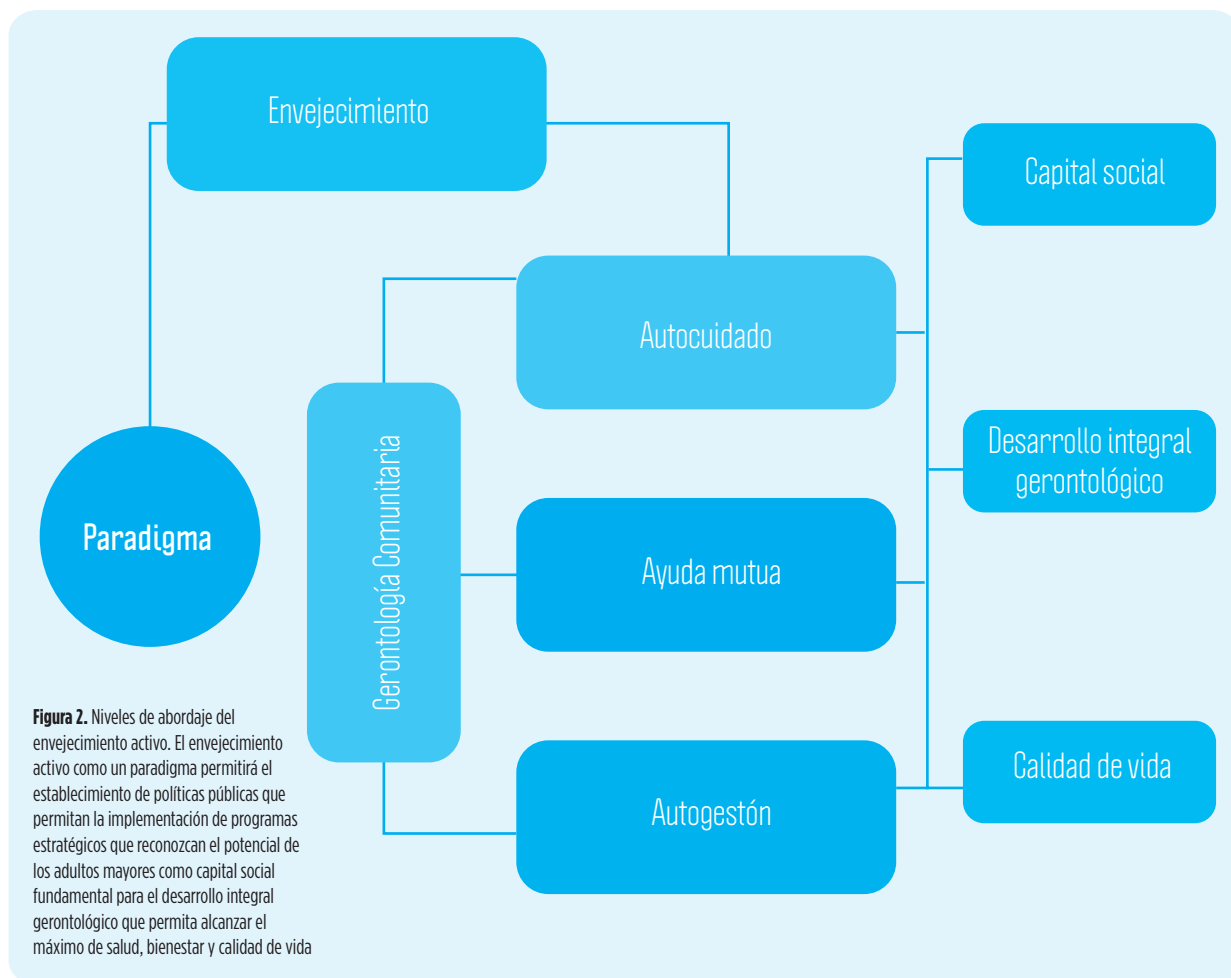 Envejecimiento
Capital social
Autocuidado
Desarrollo integral
gerontológico
Paradigma
Gerontología Comunitaria
Ayuda mutua
Autogestón
Calidad de vida
Figura 2. Niveles de abordaje del
envejecimiento activo. El envejecimiento
activo como un paradigma permitirá el
establecimiento de políticas públicas que
permitan la implementación de programas
estratégicos que reconozcan el potencial de
los adultos mayores como capital social
fundamental para el desarrollo integral
gerontológico que permita alcanzar el
máximo de salud, bienestar y calidad de vida